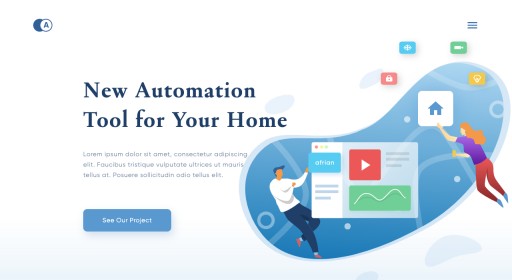 A
New Automation
Tool for Your Home
Lorem ipsum dolor sit amet, consectetur adipiscing
elit. Faucibus tristique vulputate ultrices ut mauris
tellus at. Posuere sollicitudin odio tellus elit.
See Our Project
afrian